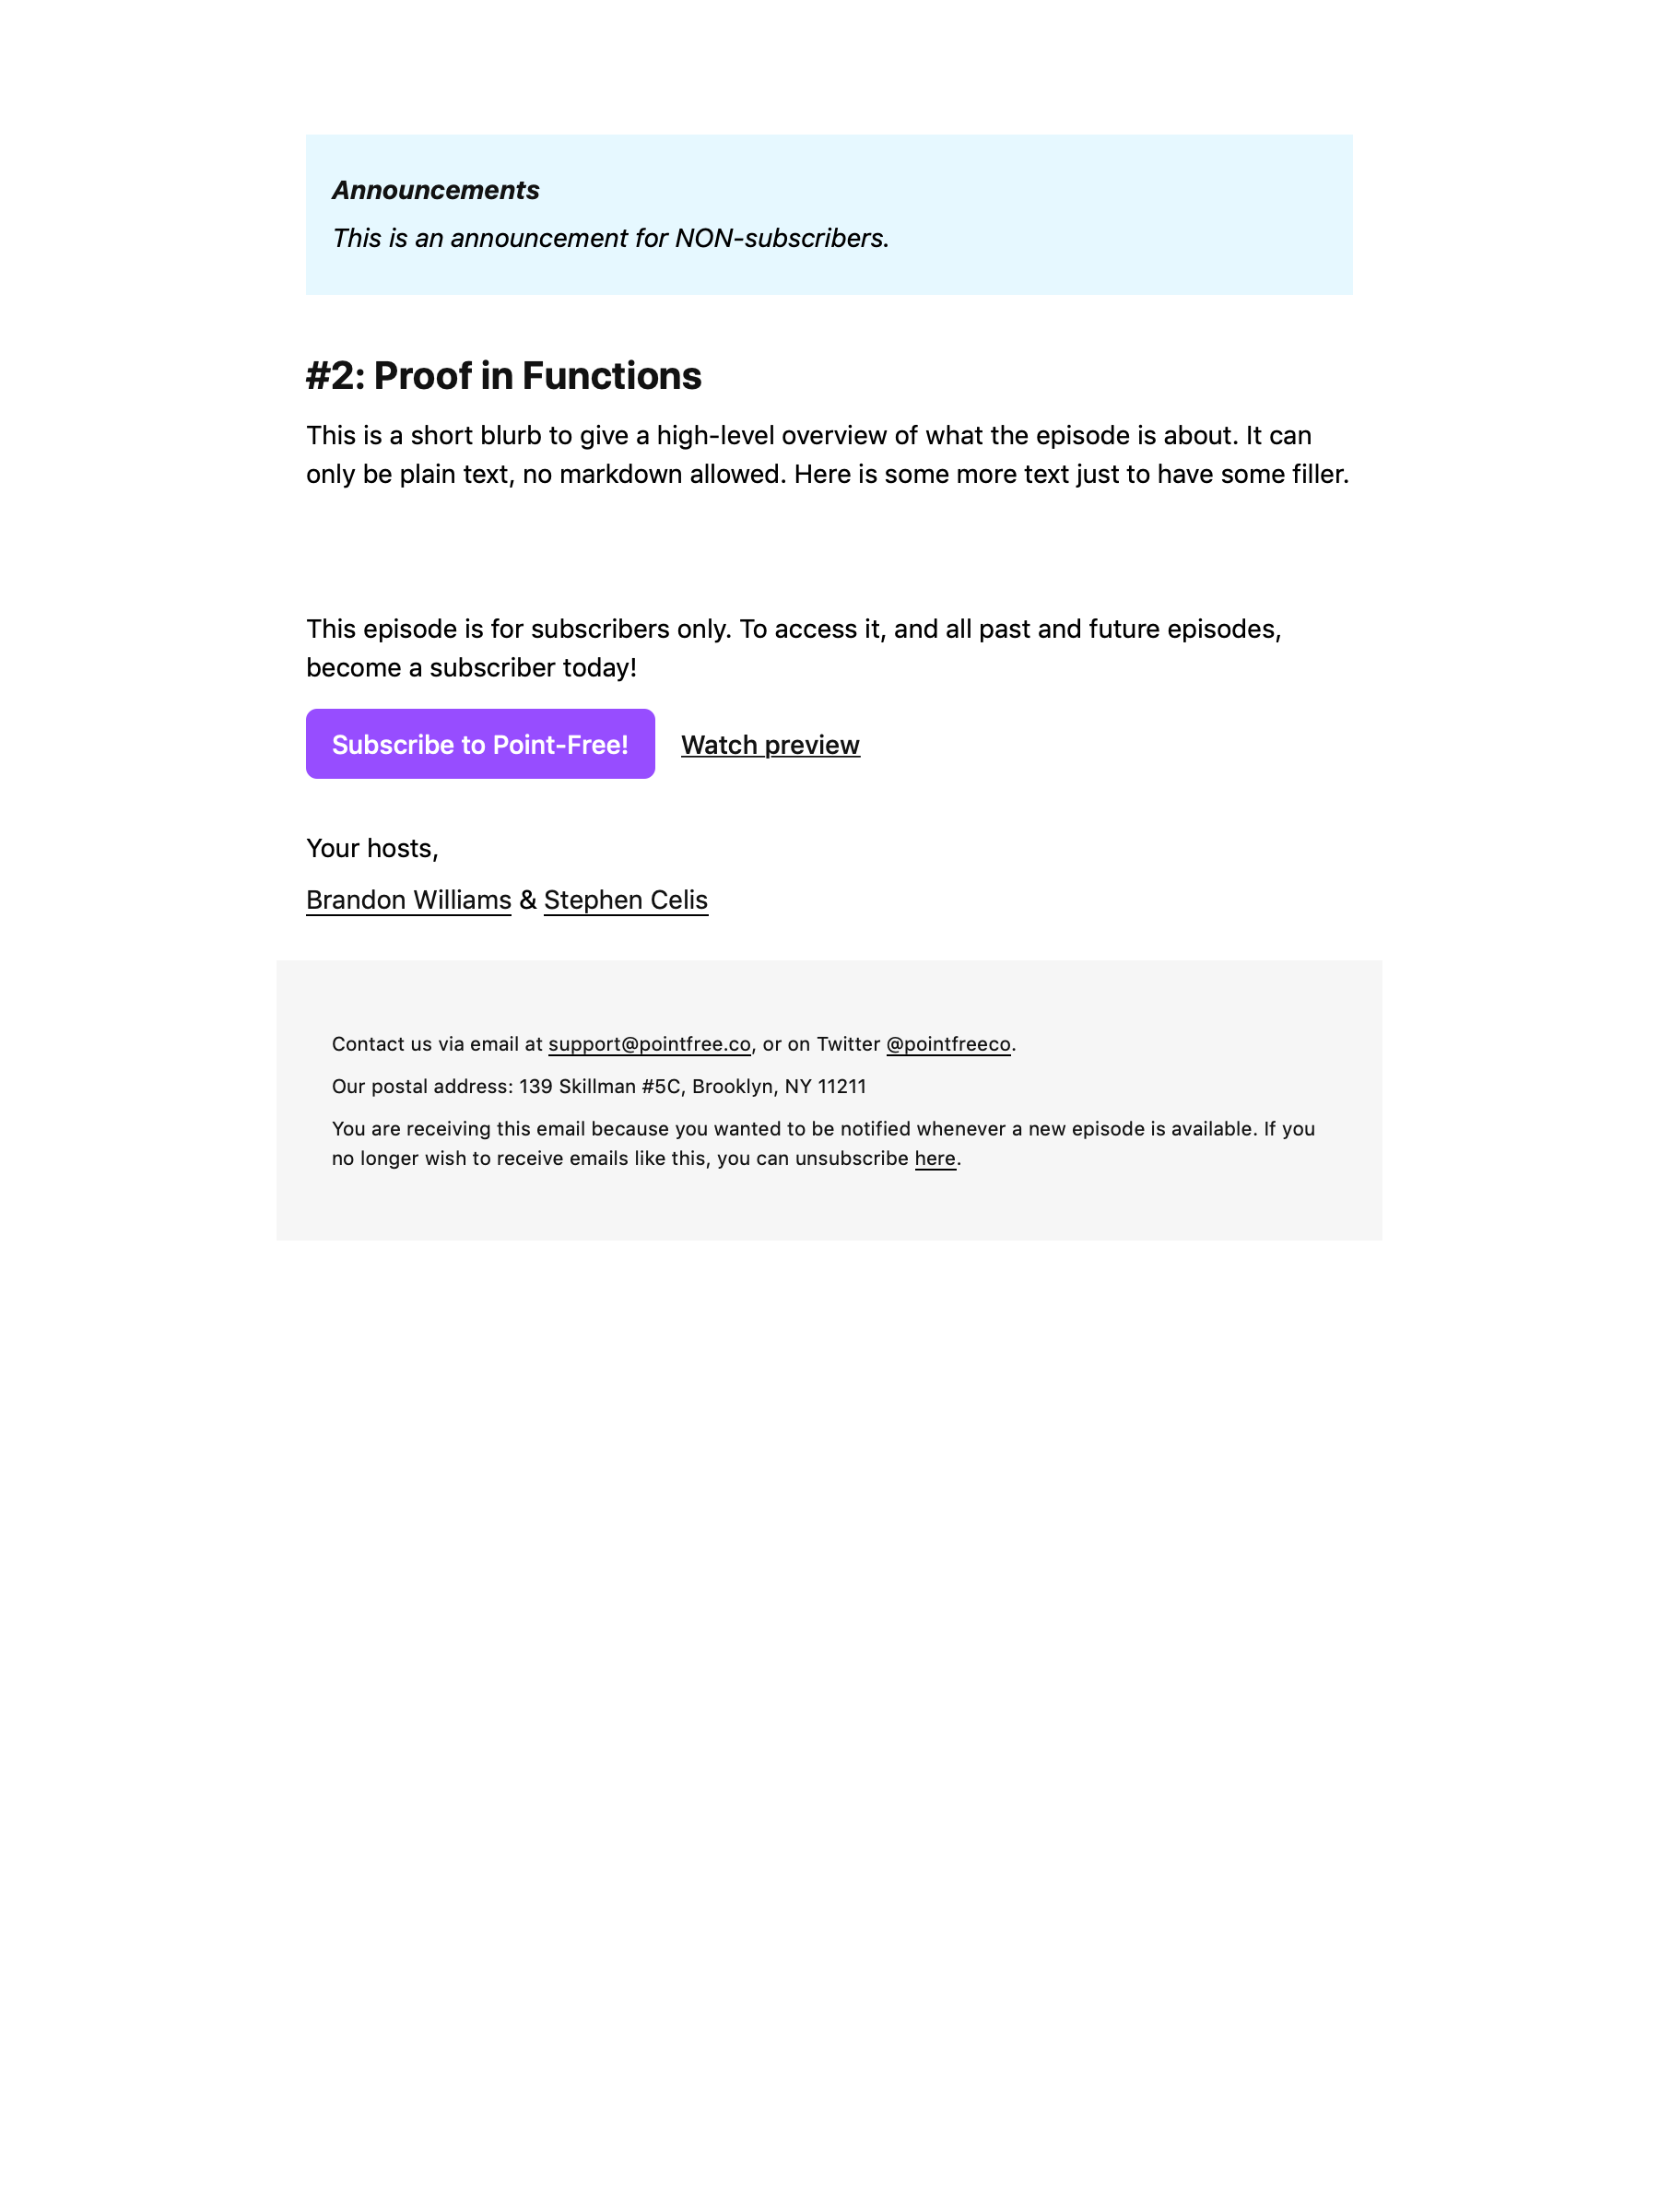 Announcements
This is an announcement for NON-subscribers.
#2: Proof in Functions
This is a short blurb to give a high-level overview of what the episode is about. It can
only be plain text, no markdown allowed. Here is some more text just to have some filler.
This episode is for subscribers only. To access it, and all past and future episodes,
become a subscriber today!
Subscribe to Point-Free! Watch preview
Your hosts,
Brandon Williams & Stephen Celis
Contact us via email at support@pointfree.co, or on Twitter @pointfreeco.
Our postal address: 139 Skillman #5C, Brooklyn, NY 11211
You are receiving this email because you wanted to be notified whenever a new episode is available. If you
no longer wish to receive emails like this, you can unsubscribe here.